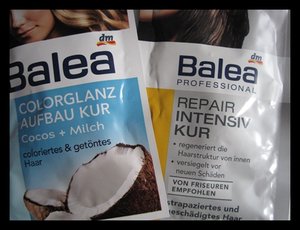 dm
Balea
COLORGLANZ
AUFBAU KUR
Cocos + Milch
coloriertes & getöntes
Haar
dm
Balea
PROFESSIONAL
REPAIR
INTENSIV
KUR
• regeneriert die
Haarstruktur von innen
• versiegelt vor
neuen Schäden
VON FRISEUREN
EMPFOHLEN
strapaziertes und
geschädigtes Haar